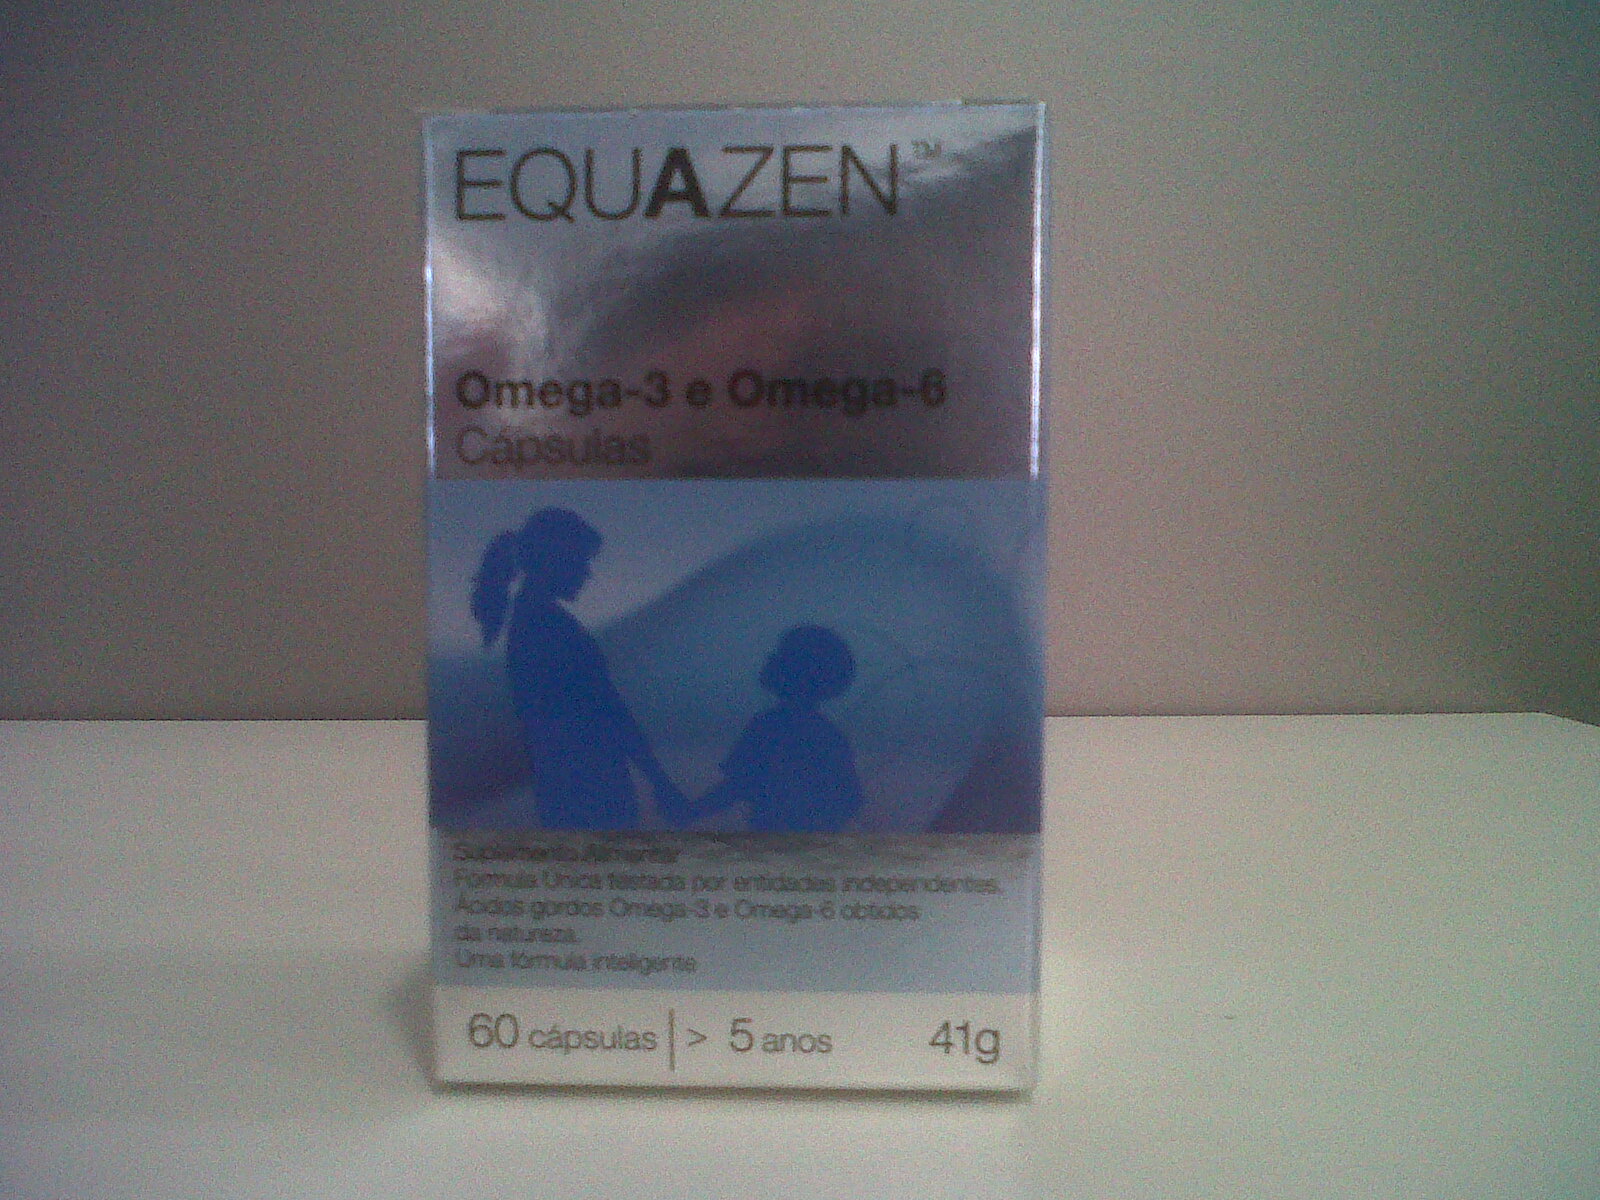 EQUAZEN™
Omega-3 e Omega-6
Cápsulas
Suplemento Alimentar
Fórmula Única testada por entidades independentes.
Ácidos gordos Omega-3 e Omega-6 obtidos
da natureza.
Uma fórmula inteligente
60 cápsulas | > 5 anos 41g